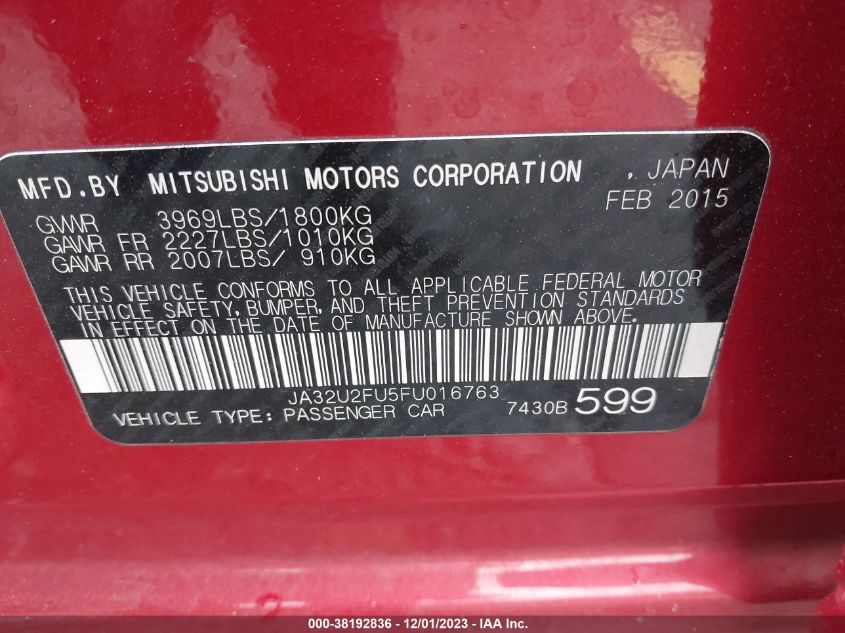 MFD.BY MITSUBISHI MOTORS CORPORATION , JAPAN
FEB 2015
GVWR 3969LBS/1800KG
GAWR FR 2227LBS/1010KG
GAWR RR 2007LBS/ 910KG
THIS VEHICLE CONFORMS TO ALL APPLICABLE FEDERAL MOTOR
VEHICLE SAFETY, BUMPER, AND THEFT PREVENTION STANDARDS
IN EFFECT ON THE DATE OF MANUFACTURE SHOWN ABOVE.
JA32U2FU5FU016763
VEHICLE TYPE: PASSENGER CAR 7430B 599
000-38192836 - 12/01/2023 - IAA Inc.